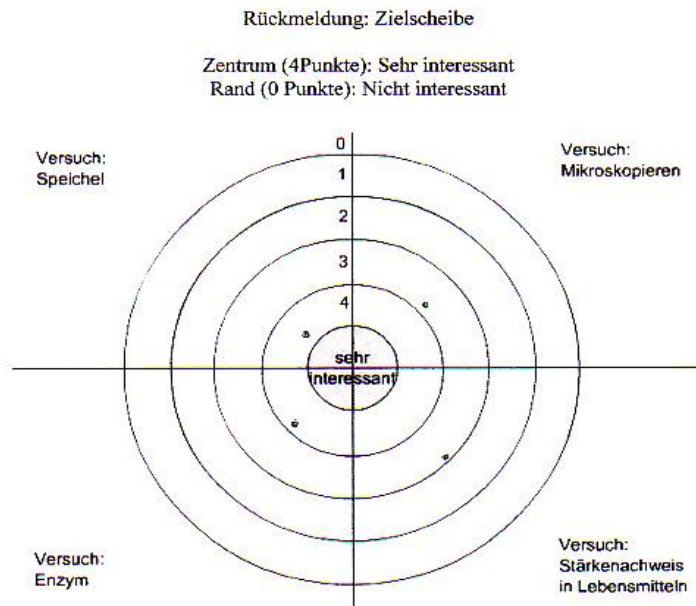 Rückmeldung: Zielscheibe
Zentrum (4Punkte): Sehr interessant
Rand (0 Punkte): Nicht interessant
Versuch:
Speichel
Versuch:
Mikroskopieren
0
1
2
3
4
sehr
interessant
Versuch:
Enzym
Versuch:
Stärkenachweis
in Lebensmitteln